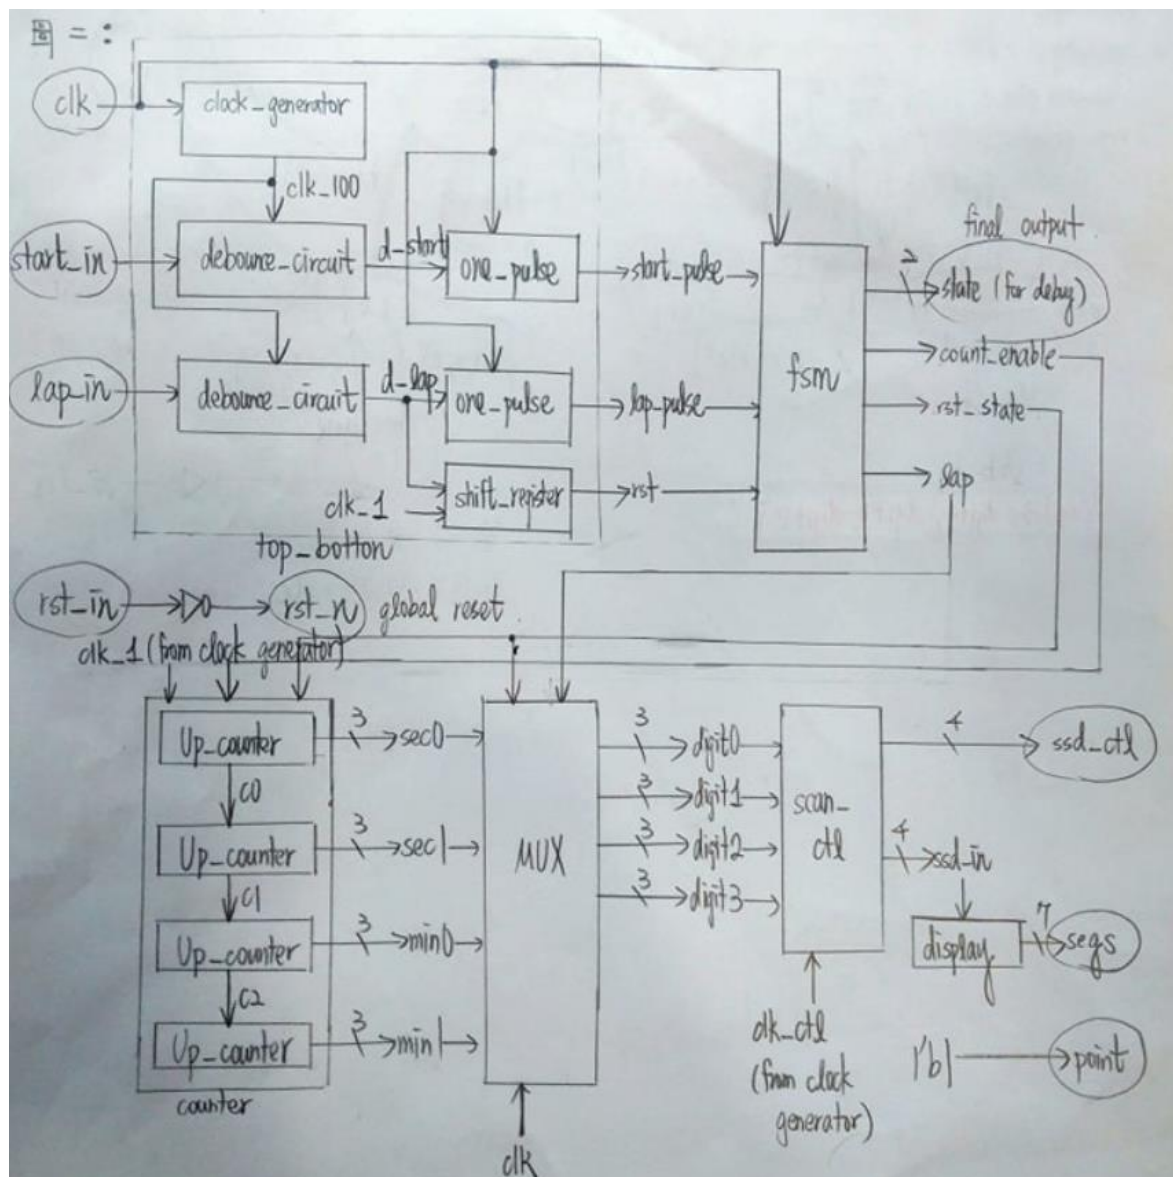 圖二:
clk
clock_generator
clk_100
start_in
debounce_circuit
d_start
one_pulse
start_pulse
final output
2
state (for debug)
count_enable
fsm
lap_in
debounce_circuit
d_lap
one_pulse
lap_pulse
rst_state
clk_1
shift_register
rst
lap
top_botton
rst_in
rst_n
global reset.
clk_1 (from clock generator)
Up_counter
3
sec0
3
digit0
4
ssd_ctl
C0
3
digit1
scan_
ctl
Up_counter
3
sec1
MUX
3
digit2
4
ssd_in
C1
3
digit3
Up_counter
3
min0
display
7
segs
C2
Up_counter
3
min1
clk_ctl
(from clock
generator)
1'b1
point
counter
clk